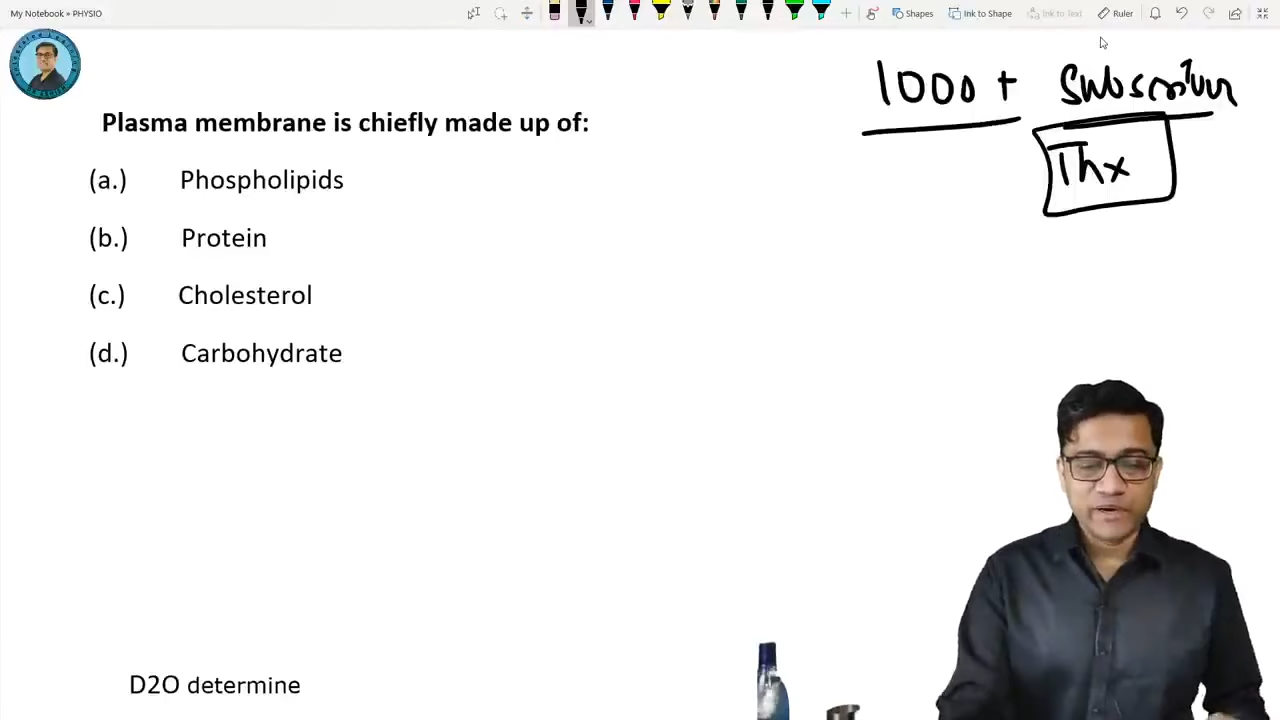 My Notebook » PHYSIO
Shapes
Ink to Shape
Ink to Text
Ruler
1000+ Subscriber
Thx
Plasma membrane is chiefly made up of:
(a.) Phospholipids
(b.) Protein
(c.) Cholesterol
(d.) Carbohydrate
D2O determine